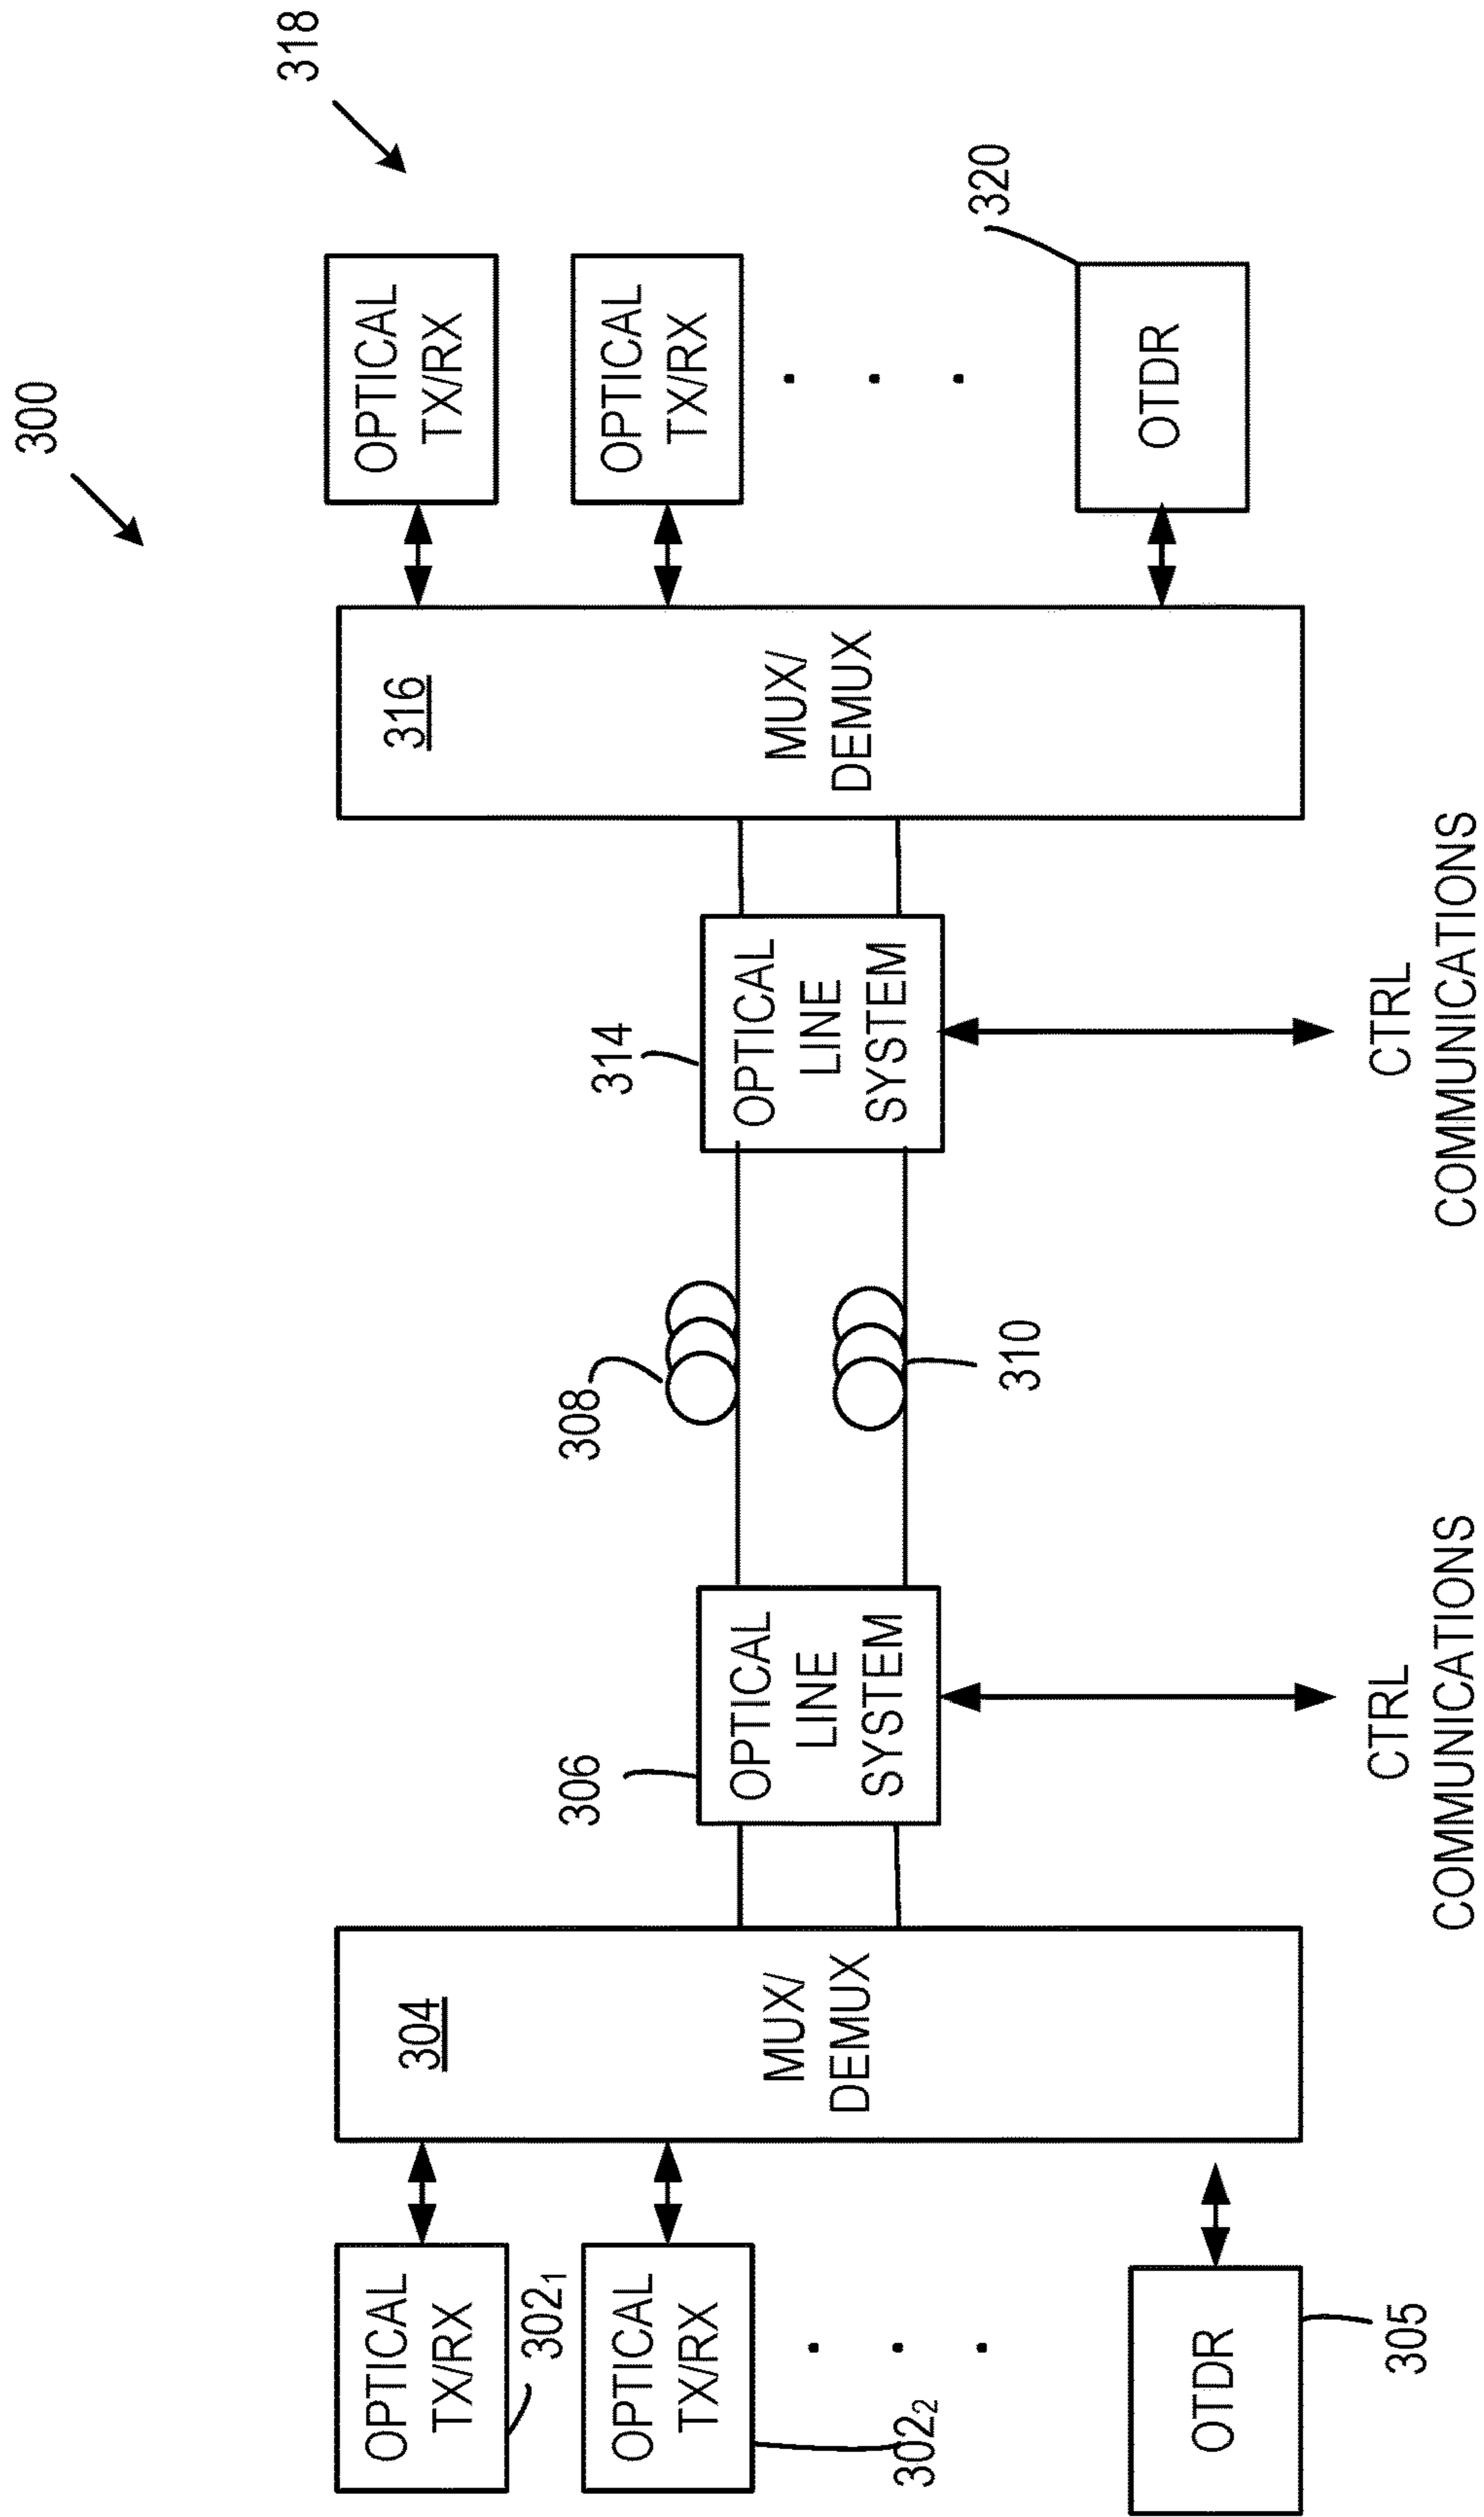 300
318
OPTICAL
TX/RX
302₁
OPTICAL
TX/RX
302₂
OTDR
305
304
MUX/
DEMUX
306
OPTICAL
LINE
SYSTEM
CTRL
COMMUNICATIONS
308
310
314
OPTICAL
LINE
SYSTEM
CTRL
COMMUNICATIONS
316
MUX/
DEMUX
OPTICAL
TX/RX
OPTICAL
TX/RX
320
OTDR